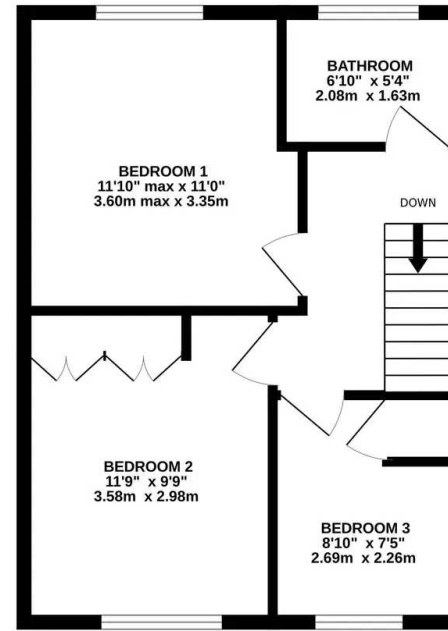 BATHROOM
6'10" x 5'4"
2.08m x 1.63m
BEDROOM 1
11'10" max x 11'0"
3.60m max x 3.35m
DOWN
BEDROOM 2
11'9" x 9'9"
3.58m x 2.98m
BEDROOM 3
8'10" x 7'5"
2.69m x 2.26m